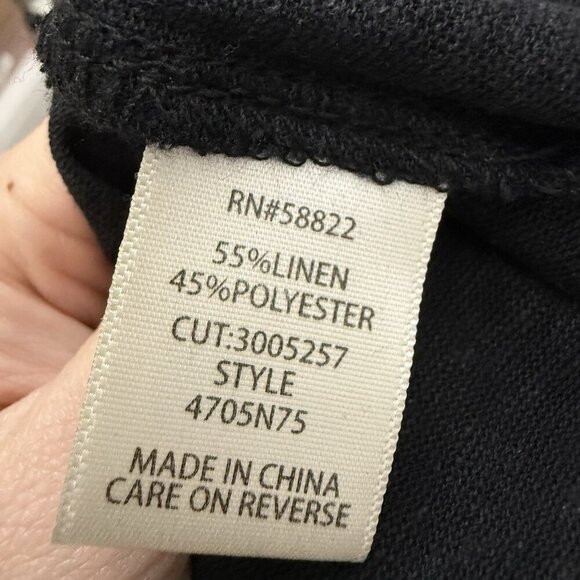 RN#58822
55%LINEN
45%POLYESTER
CUT:3005257
STYLE
4705N75
MADE IN CHINA
CARE ON REVERSE